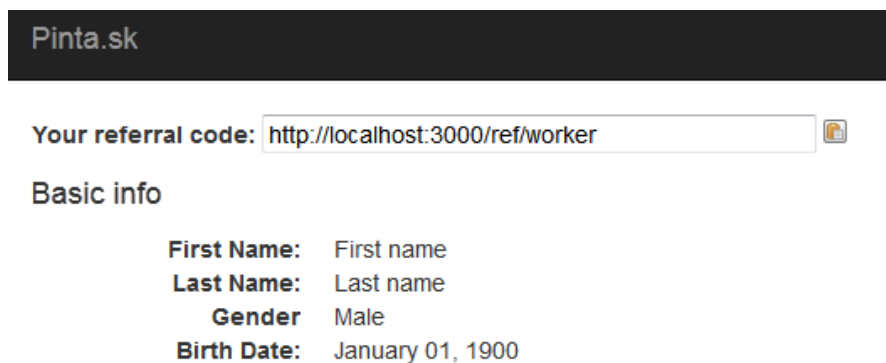 Pinta.sk
Your referral code: http://localhost:3000/ref/worker
Basic info
First Name: First name
Last Name: Last name
Gender Male
Birth Date: January 01, 1900